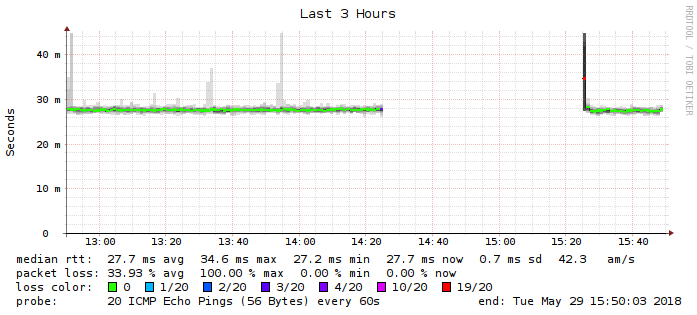 Last 3 Hours
RRDTOOL / TOBI OETIKER
Seconds
40 m
30 m
20 m
10 m
0
13:00 13:20 13:40 14:00 14:20 14:40 15:00 15:20 15:40
median rtt: 27.7 ms avg 34.6 ms max 27.2 ms min 27.7 ms now 0.7 ms sd 42.3 am/s
packet loss: 33.93 % avg 100.00 % max 0.00 % min 0.00 % now
loss color: 0 1/20 2/20 3/20 4/20 10/20 19/20
probe: 20 ICMP Echo Pings (56 Bytes) every 60s end: Tue May 29 15:50:03 2018